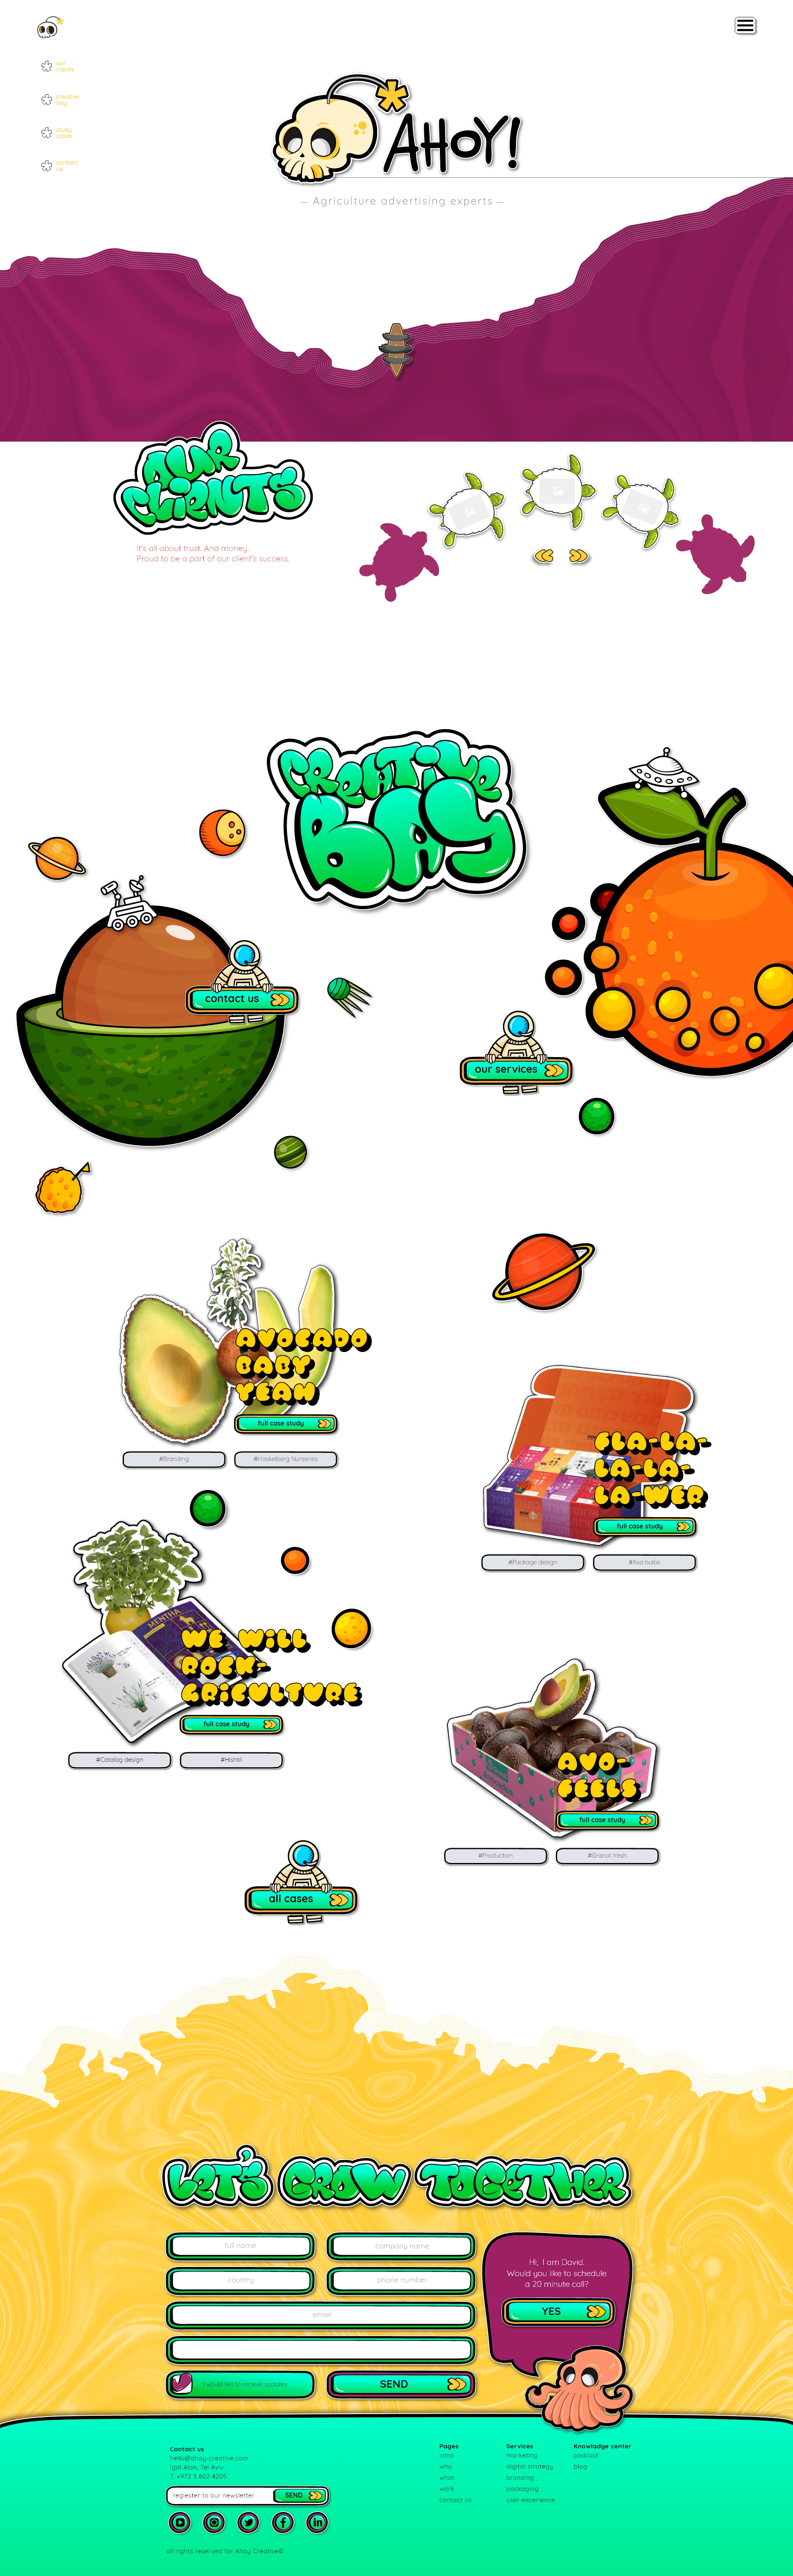 our
clients
creative
bay
study
cases
contact
us
AHOY!
— Agriculture advertising experts —
OUR
CLIENTS
It's all about trust. And money.
Proud to be a part of our client's success.
CREATIVE
BAY
contact us
our services
AVOCADO
BABY
YEAH
full case study
#Branding
#Haskelberg Nurseries
FLA-LA-
LA-LA-
LA-WER
full case study
#Package design
#Asa bulbs
MENTHA
WE WILL
ROCK-
GRICULTURE
full case study
#Catalog design
#Hishtil
AVO-
FEELS
full case study
#Production
#Granot fresh
all cases
LET'S GROW TOGETHER
full name
company name
country
phone number
email
I would like to receive updates
SEND
Hi, I am David.
Would you like to schedule
a 20 minute call?
YES
Contact us
hello@ahoy-creative.com
Igal Alon, Tel Aviv
T. +972 3 602 4205
register to our newsletter
SEND
Pages
intro
who
what
work
contact us
Services
marketing
digital strategy
branding
packaging
user experience
Knowladge center
podcast
blog
all rights reserved for Ahoy Creative©